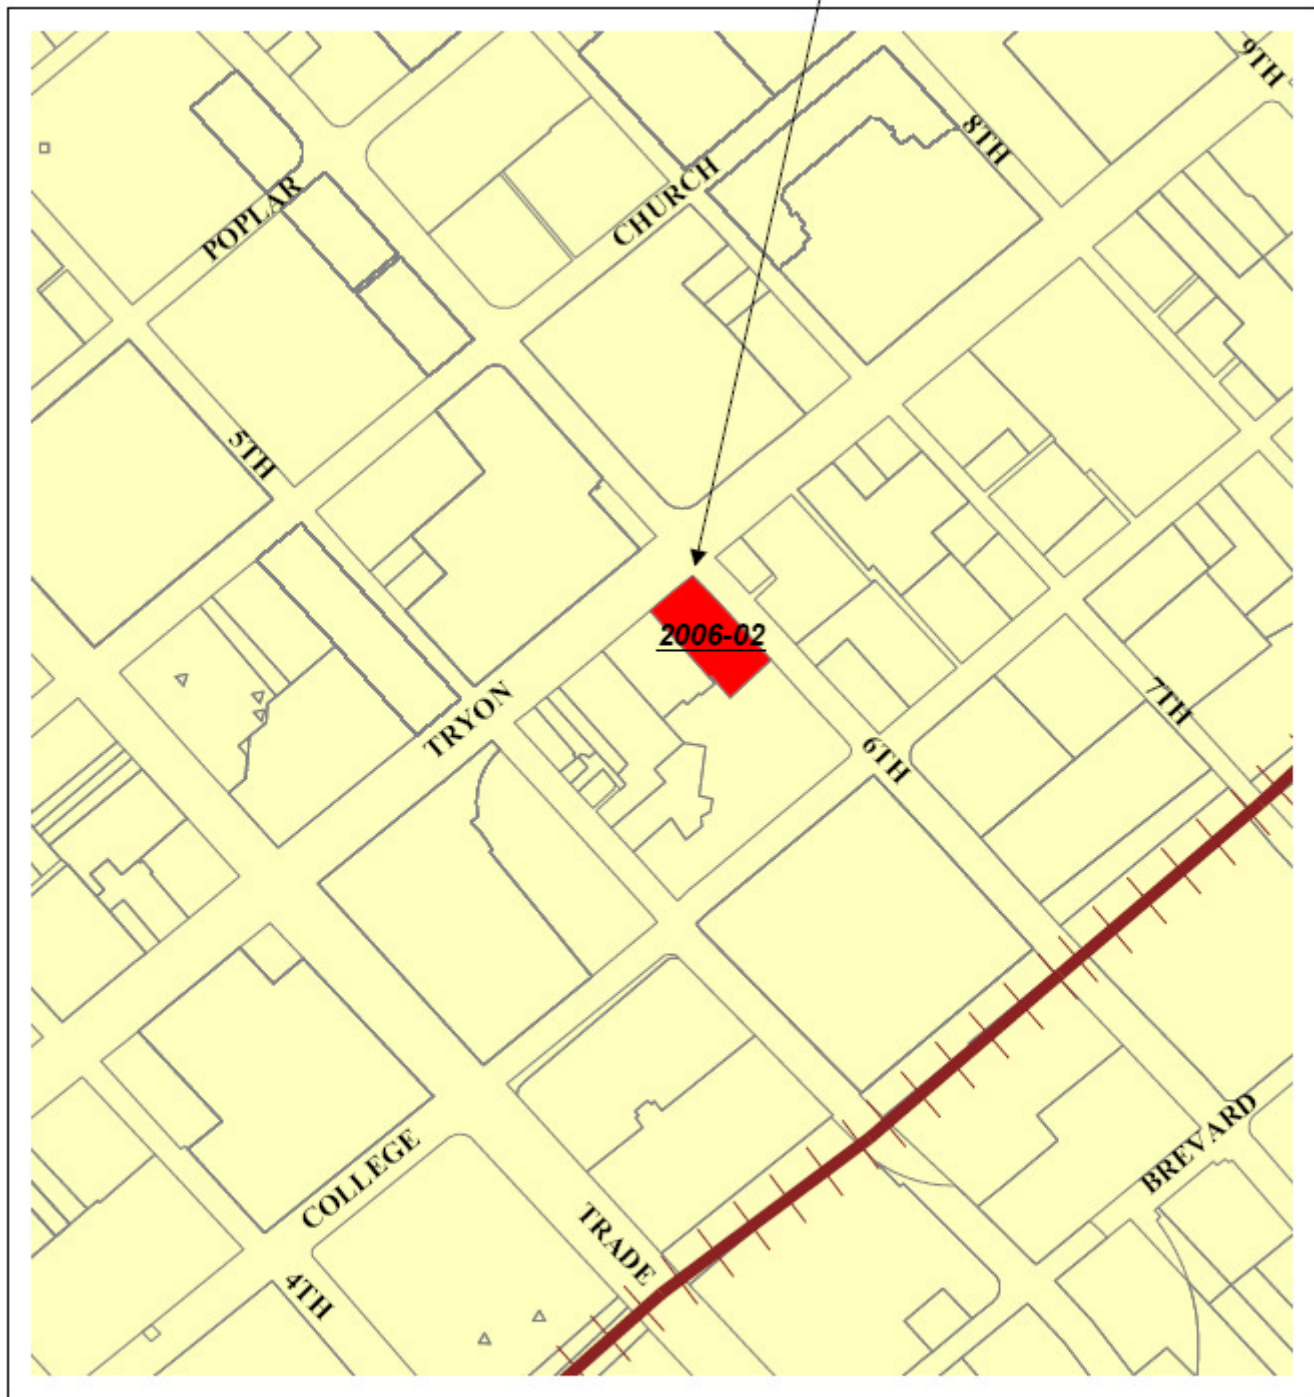 9TH
8TH
CHURCH
POPLAR
5TH
2006-02
7TH
TRYON
6TH
BREVARD
COLLEGE
TRADE
4TH